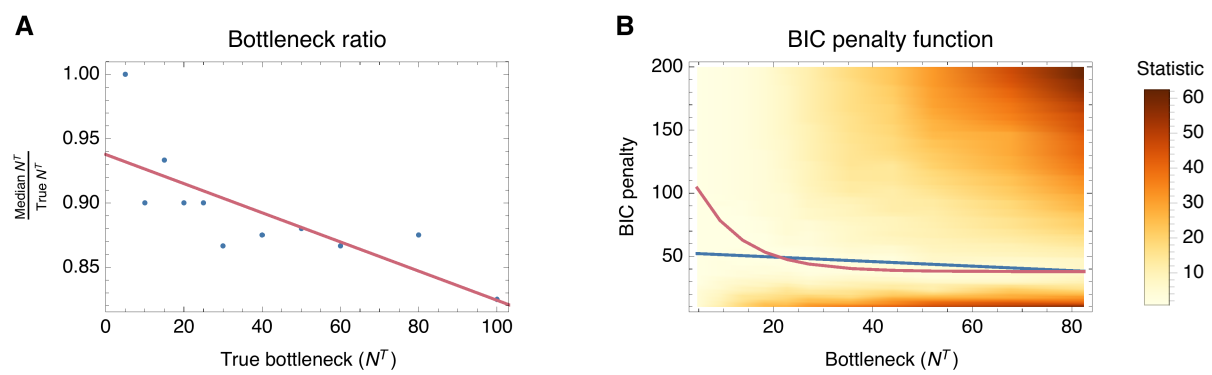 A
Bottleneck ratio
1.00
0.95
0.90
0.85
Median N^T
True N^T
0 20 40 60 80 100
True bottleneck (N^T)
B
BIC penalty function
200
150
100
50
BIC penalty
20 40 60 80
Bottleneck (N^T)
Statistic
60
50
40
30
20
10